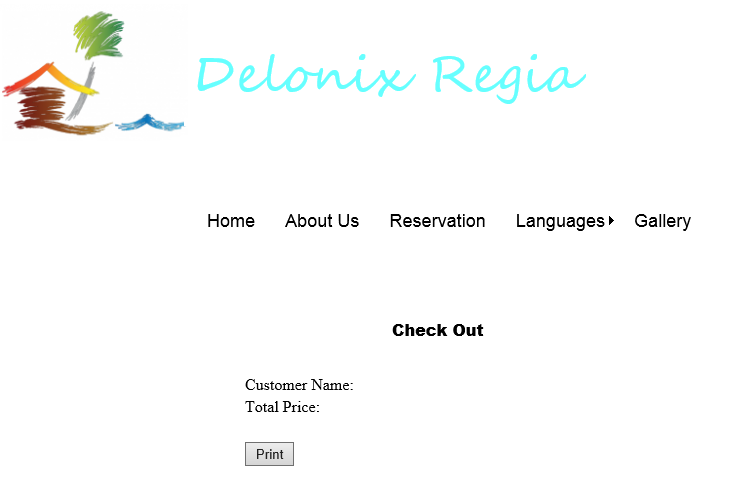 Delonix Regia
Home About Us Reservation Languages Gallery
Check Out
Customer Name:
Total Price:
Print